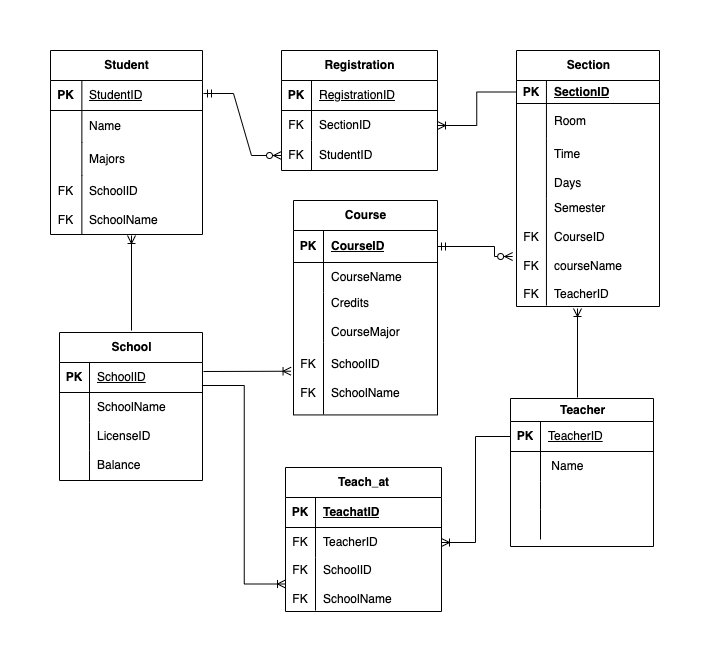 Student
PK StudentID
Name
Majors
FK SchoolID
FK SchoolName
Registration
PK RegistrationID
FK SectionID
FK StudentID
Section
PK SectionID
Room
Time
Days
Semester
FK CourseID
FK courseName
FK TeacherID
Course
PK CourseID
CourseName
Credits
CourseMajor
FK SchoolID
FK SchoolName
School
PK SchoolID
SchoolName
LicenseID
Balance
Teacher
PK TeacherID
Name
Teach_at
PK TeachatID
FK TeacherID
FK SchoolID
FK SchoolName